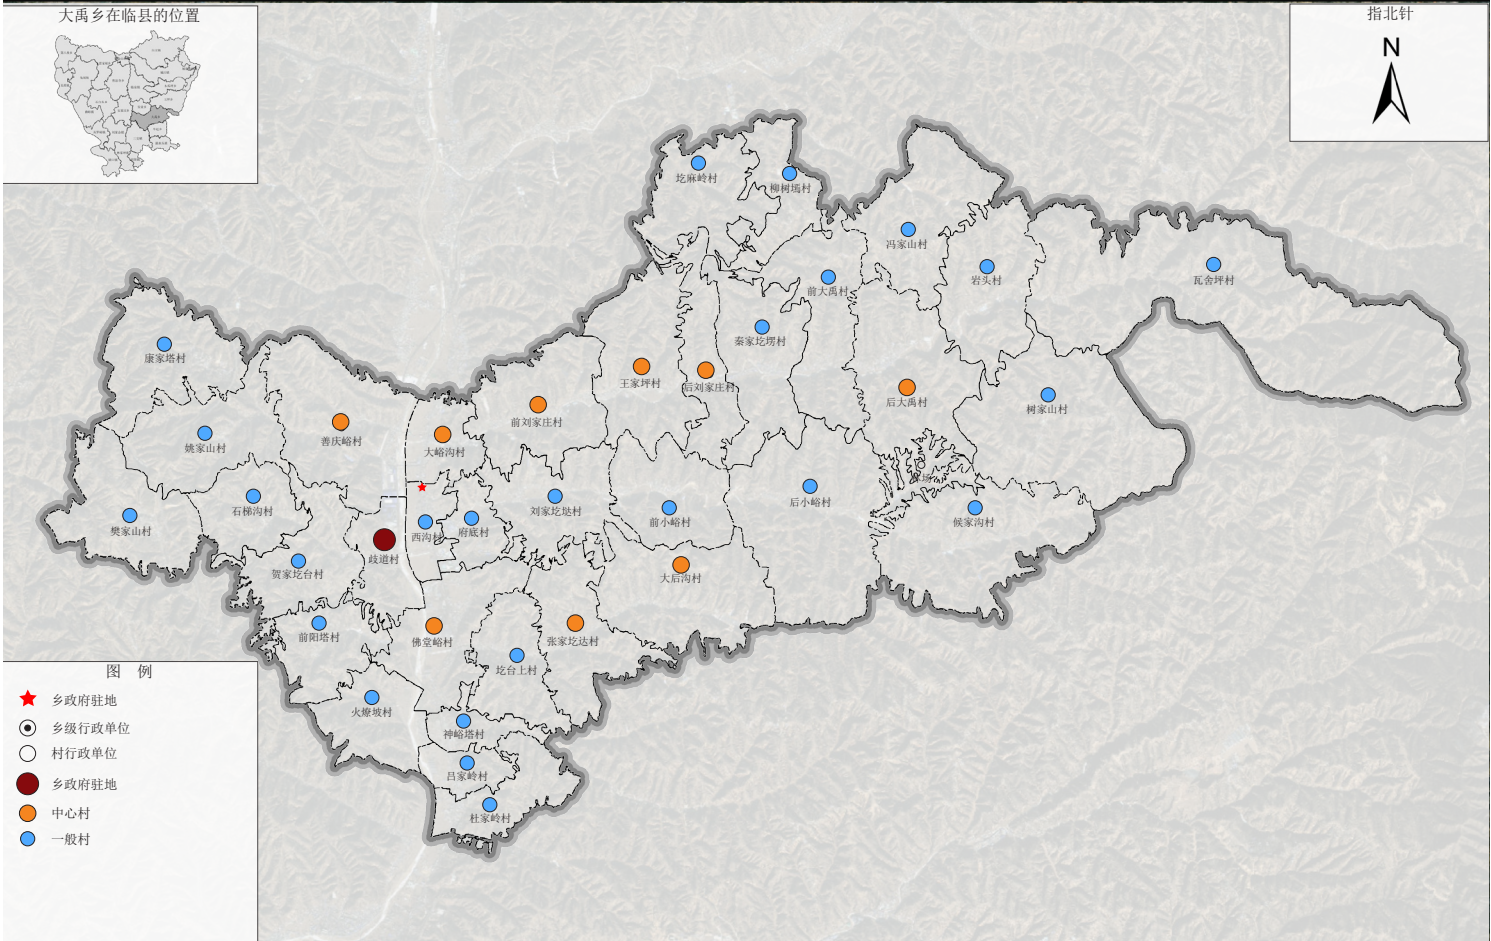 大禹乡在临县的位置
指北针
N
圪麻岭村
柳树塔村
冯家山村
岩头村
瓦舍坪村
前大禹村
秦家圪塄村
康家塔村
王家坪村
后刘家庄村
后大禹村
树家山村
前刘家庄村
善庆峪村
大峪沟村
姚家山村
石梯沟村
樊家山村
西沟村
府底村
刘家圪垯村
前小峪村
后小峪村
候家沟村
歧道村
贺家圪台村
大后沟村
前阳塔村
佛堂峪村
张家圪达村
圪台上村
火燎坡村
神峪塔村
吕家岭村
杜家岭村
图 例
乡政府驻地
乡级行政单位
村行政单位
乡政府驻地
中心村
一般村